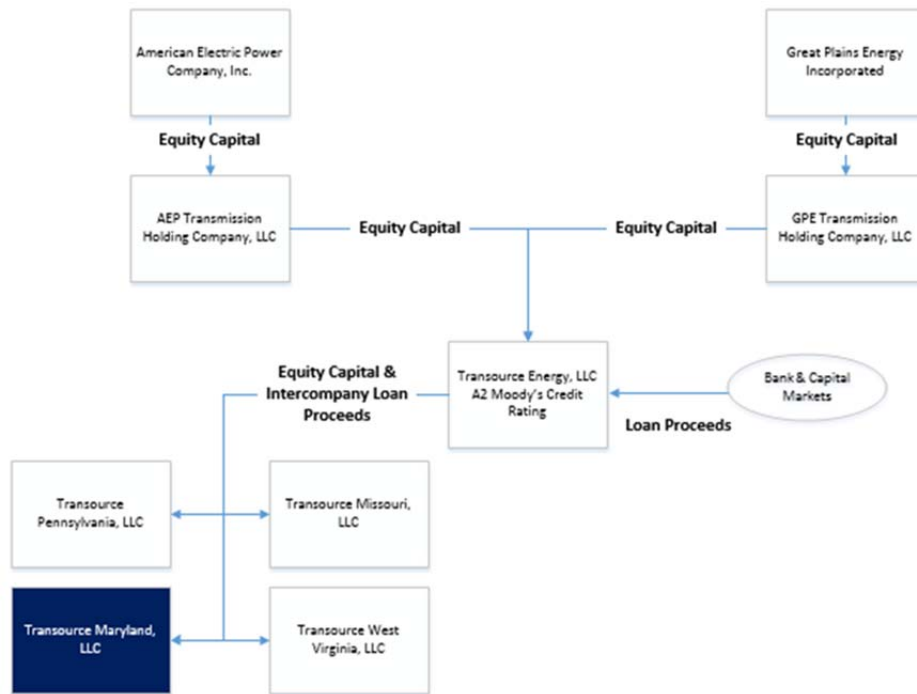 American Electric Power
Company, Inc.
Great Plains Energy
Incorporated
Equity Capital
Equity Capital
AEP Transmission
Holding Company, LLC
Equity Capital
Equity Capital
GPE Transmission
Holding Company, LLC
Equity Capital &
Intercompany Loan
Proceeds
Transource Energy, LLC
A2 Moody's Credit
Rating
Bank & Capital
Markets
Loan Proceeds
Transource
Pennsylvania, LLC
Transource Missouri,
LLC
Transource Maryland,
LLC
Transource West
Virginia, LLC